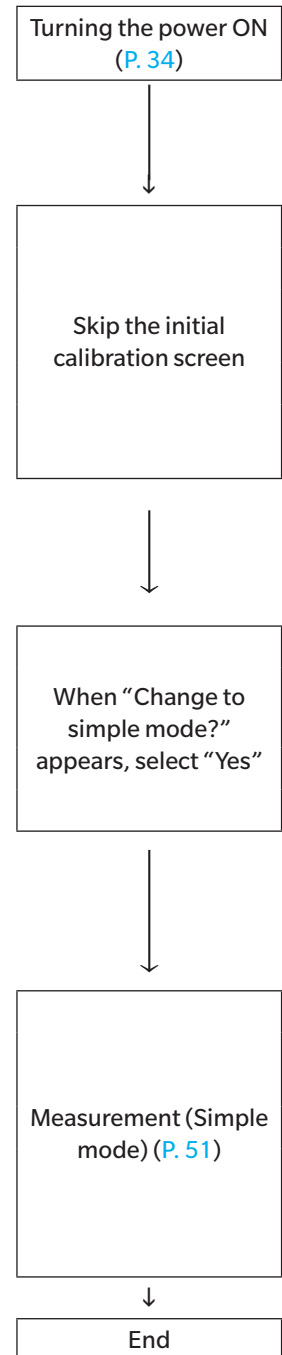 Turning the power ON
(P. 34)
Skip the initial
calibration screen
When “Change to
simple mode?”
appears, select “Yes”
Measurement (Simple
mode) (P. 51)
End